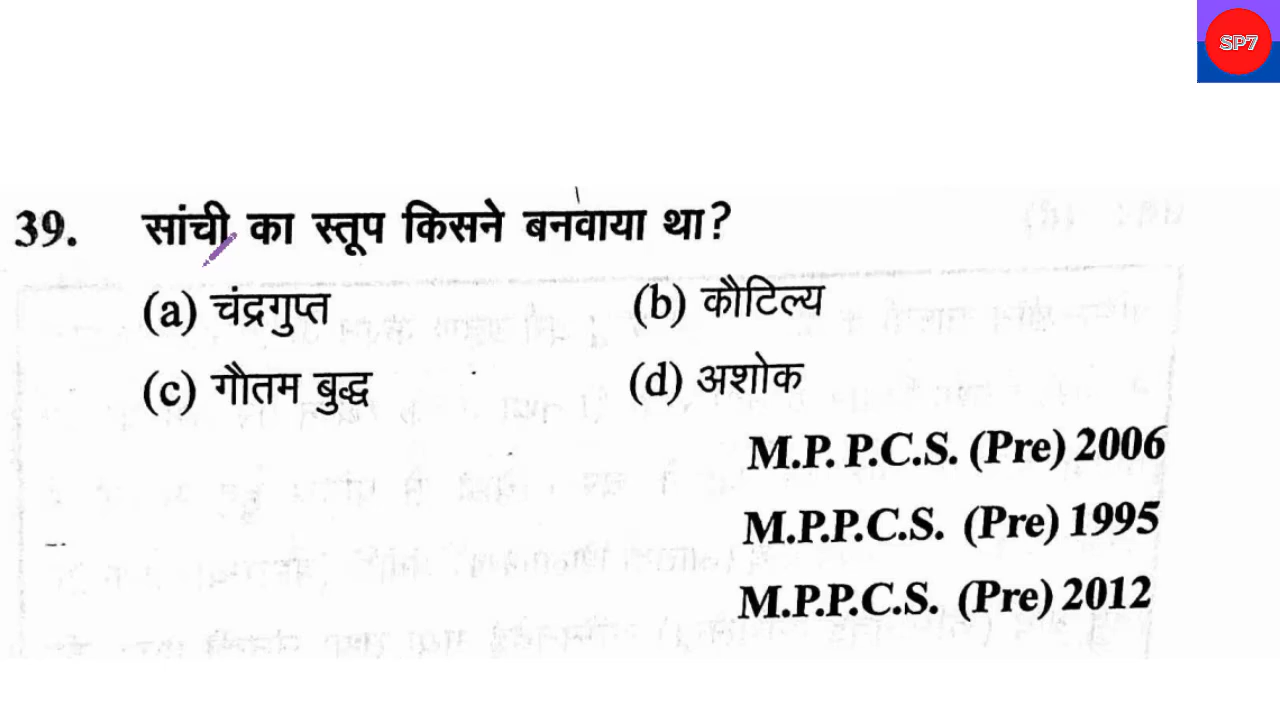 SP7
39. सांची का स्तूप किसने बनवाया था?
(a) चंद्रगुप्त (b) कौटिल्य
(c) गौतम बुद्ध (d) अशोक
M.P. P.C.S. (Pre) 2006
M.P.P.C.S. (Pre) 1995
M.P.P.C.S. (Pre) 2012